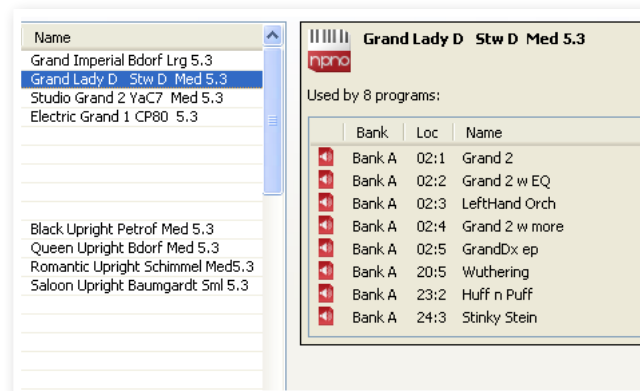 Name
Grand Imperial Bdorf Lrg 5.3
Grand Lady D Stw D Med 5.3
Studio Grand 2 YaC7 Med 5.3
Electric Grand 1 CP80 5.3
Black Upright Petrof Med 5.3
Queen Upright Bdorf Med 5.3
Romantic Upright Schimmel Med5.3
Saloon Upright Baumgardt Sml 5.3
npno
Grand Lady D Stw D Med 5.3
Used by 8 programs:
Bank Loc Name
Bank A 02:1 Grand 2
Bank A 02:2 Grand 2 w EQ
Bank A 02:3 LeftHand Orch
Bank A 02:4 Grand 2 w more
Bank A 02:5 GrandDx ep
Bank A 20:5 Wuthering
Bank A 23:2 Huff n Puff
Bank A 24:3 Stinky Stein